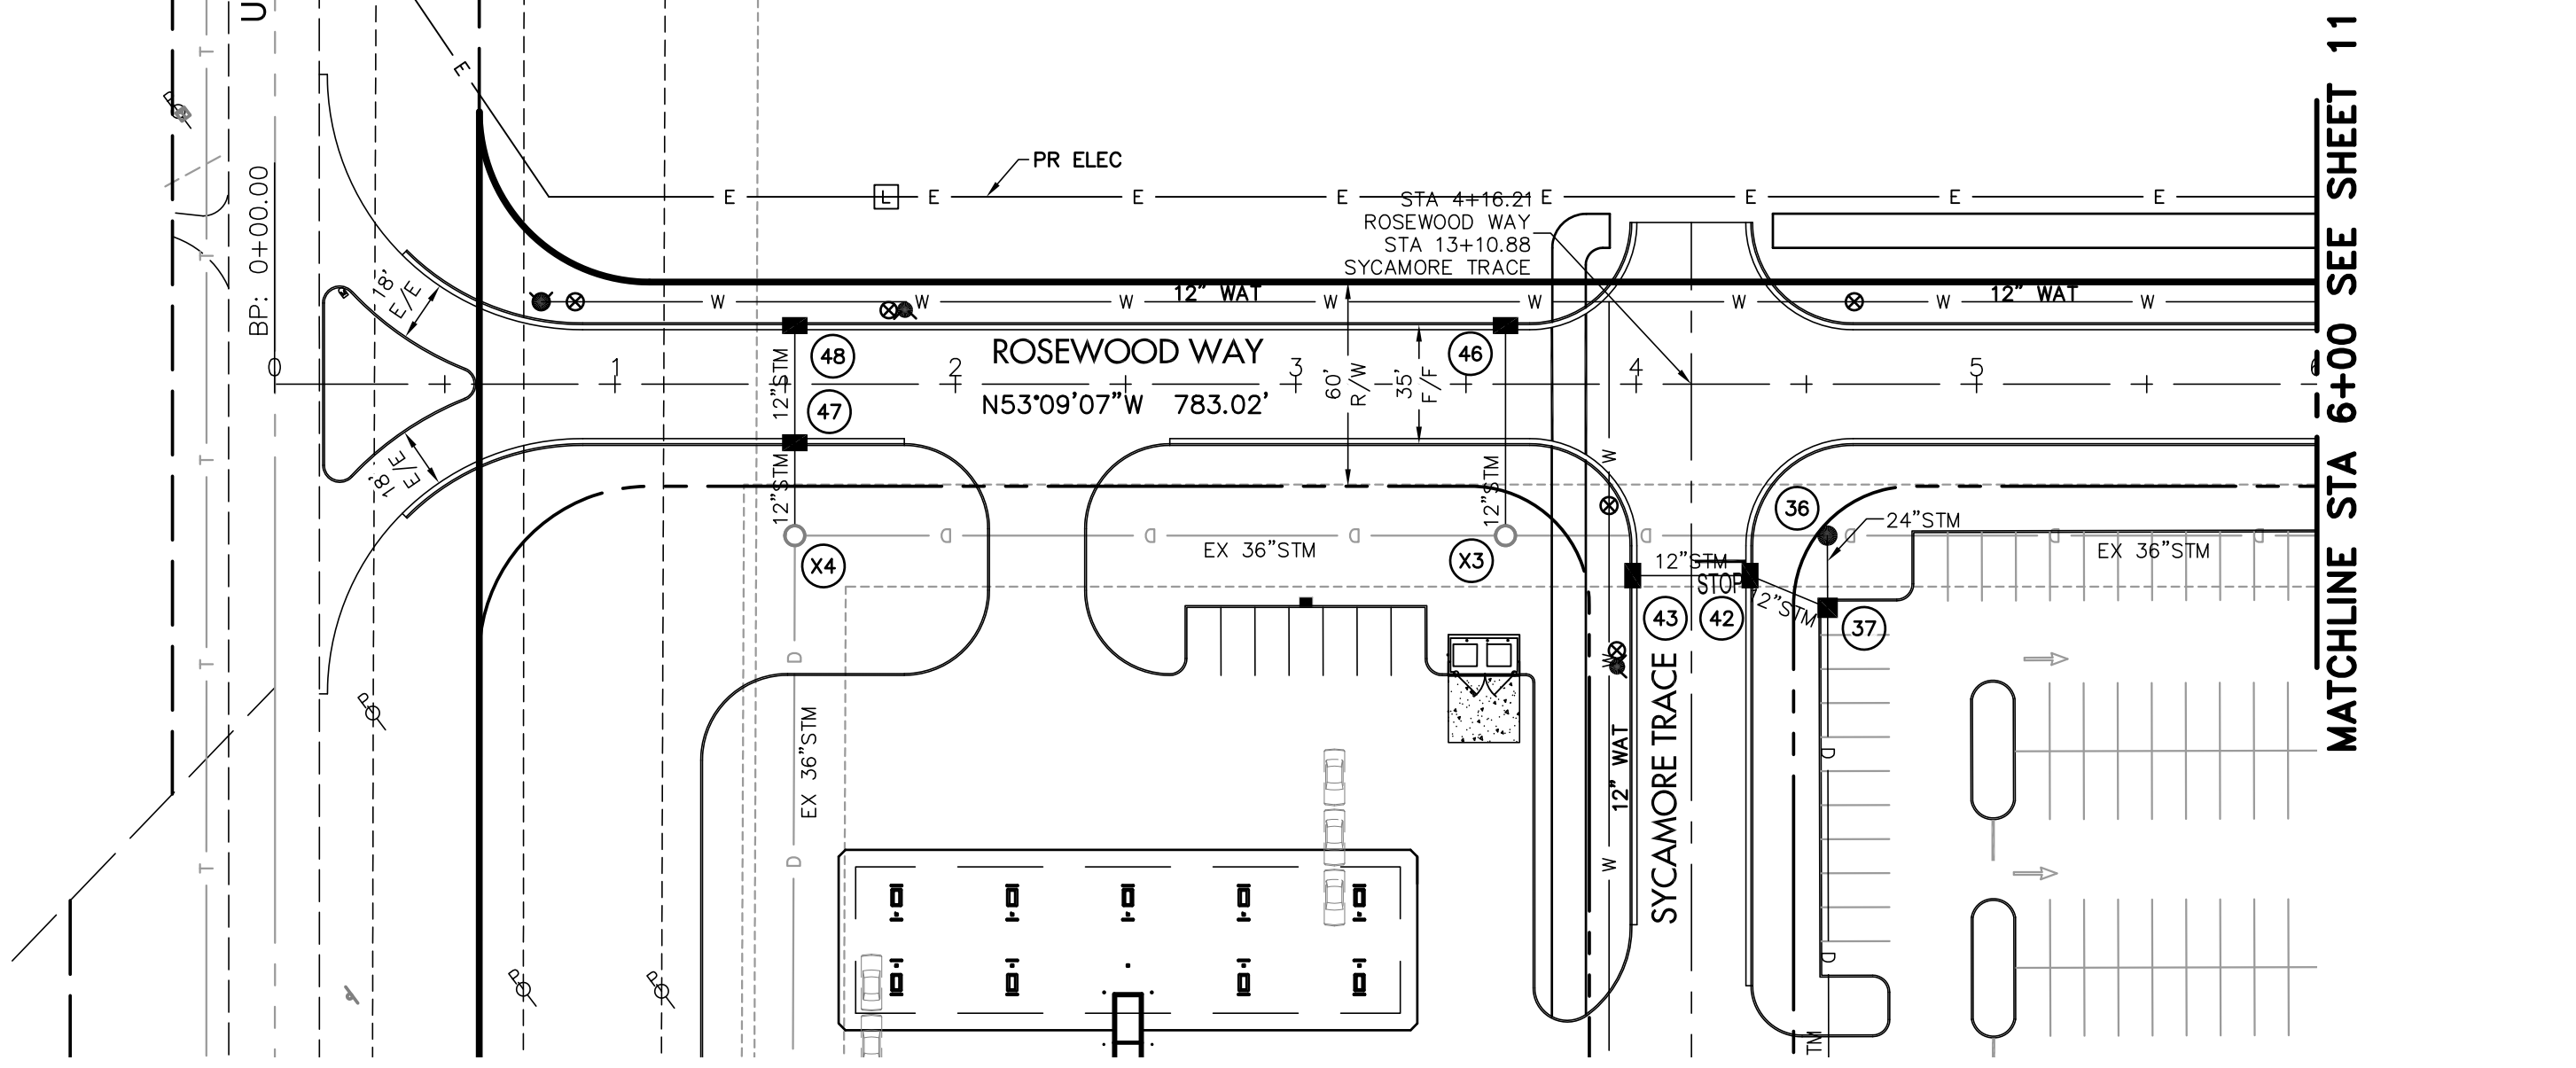 U
BP: 0+00.00
E
PR ELEC
E
L
E
E
E
E
E
E
E
STA 4+16.21
ROSEWOOD WAY
STA 13+10.88
SYCAMORE TRACE
18'
E/E
W
W
W
12" WAT
W
W
W
W
12" WAT
W
0
1
2
3
4
5
6
48
46
12"STM
ROSEWOOD WAY
47
N53°09'07"W 783.02'
60'
R/W
35'
F/F
18'
E/E
12"STM
12"STM
W
36
24"STM
D
D
D
D
D
D
D
X4
EX 36"STM
X3
EX 36"STM
12"STM
STOP
12"STM
43
42
37
D
W
EX 36"STM
D
12" WAT
W
SYCAMORE TRACE
D
D
TM
T
T
T
T
T
P
P
P
P
MATCHLINE STA 6+00 SEE SHEET 11